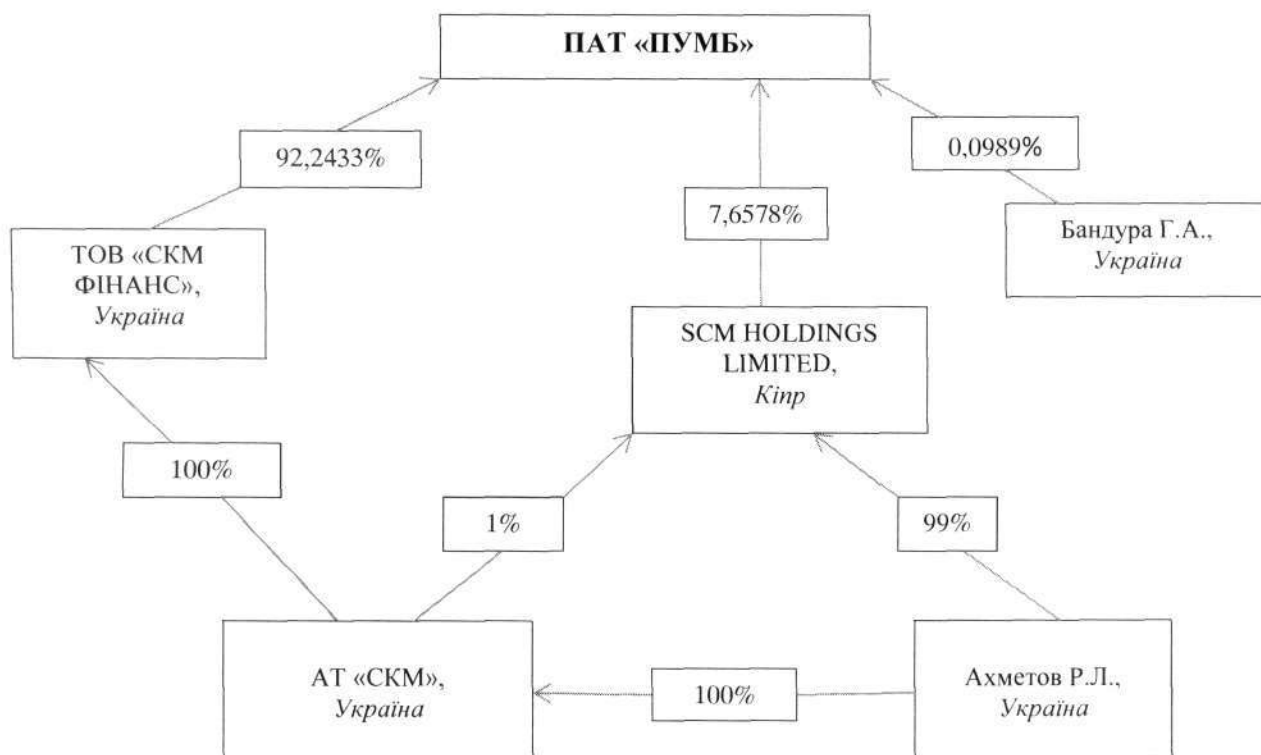 ПАТ «ПУМБ»
92,2433%
0,0989%
7,6578%
ТОВ «СКМ
ФІНАНС»,
Україна
Бандура Г.А.,
Україна
SCM HOLDINGS
LIMITED,
Кіпр
100%
1%
99%
АТ «СКМ»,
Україна
100%
Ахметов Р.Л.,
Україна